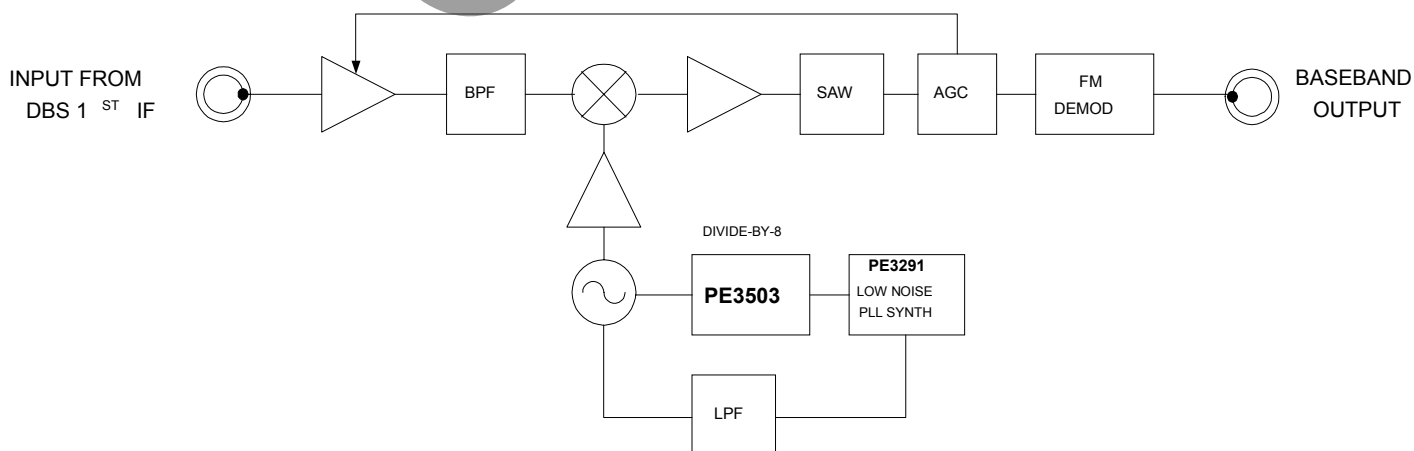 INPUT FROM
DBS 1 ST IF
BPF
SAW
AGC
FM
DEMOD
BASEBAND
OUTPUT
DIVIDE-BY-8
PE3503
PE3291
LOW NOISE
PLL SYNTH
LPF